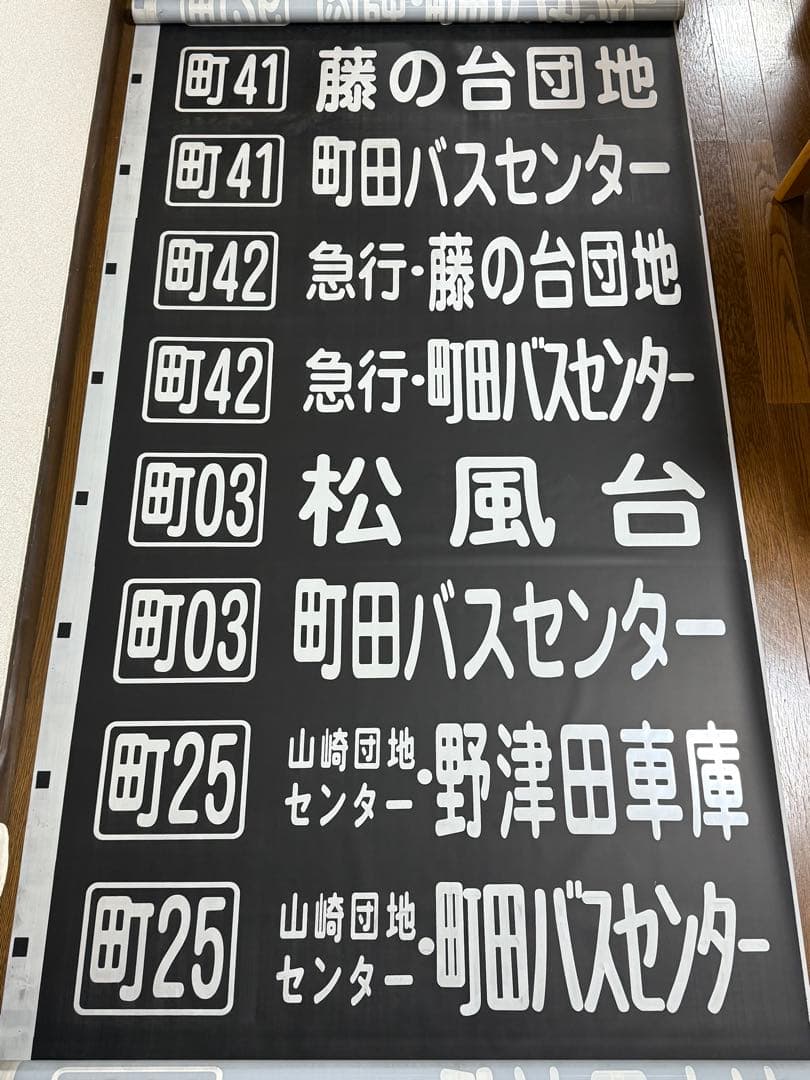 町41 藤の台団地
町41 町田バスセンター
町42 急行・藤の台団地
町42 急行・町田バスセンター
町03 松風台
町03 町田バスセンター
町25 山崎団地センター・野津田車庫
町25 山崎団地センター・町田バスセンター